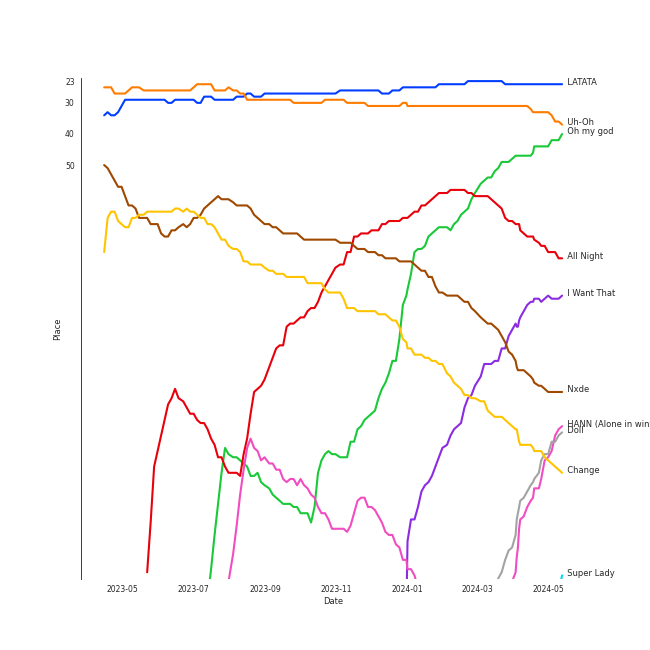 23
30
40
50
Place
LATATA
Uh-Oh
Oh my god
All Night
I Want That
Nxde
HANN (Alone in win
Doll
Change
Super Lady
2023-05
2023-07
2023-09
2023-11
2024-01
2024-03
2024-05
Date